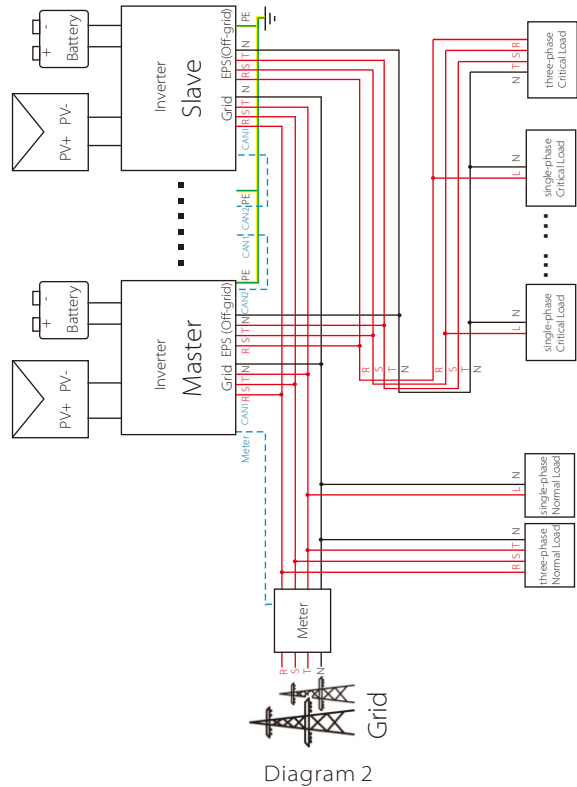 PV+ PV-
+ -
Battery
PV+ PV-
+ -
Battery
Inverter
Master
Inverter
Slave
Meter
CAN1
Grid
R S T N
EPS (Off-grid)
R S T N
CAN2
PE
CAN1
CAN2
PE
CAN1
Grid
R S T N
EPS(Off-grid)
R S T N
PE
Meter
R
S
T
N
Grid
R
S
T
N
R
S
T
N
R S T N
three-phase
Normal Load
L N
single-phase
Normal Load
L N
single-phase
Critical Load
L N
single-phase
Critical Load
N T S R
three-phase
Critical Load
Diagram 2